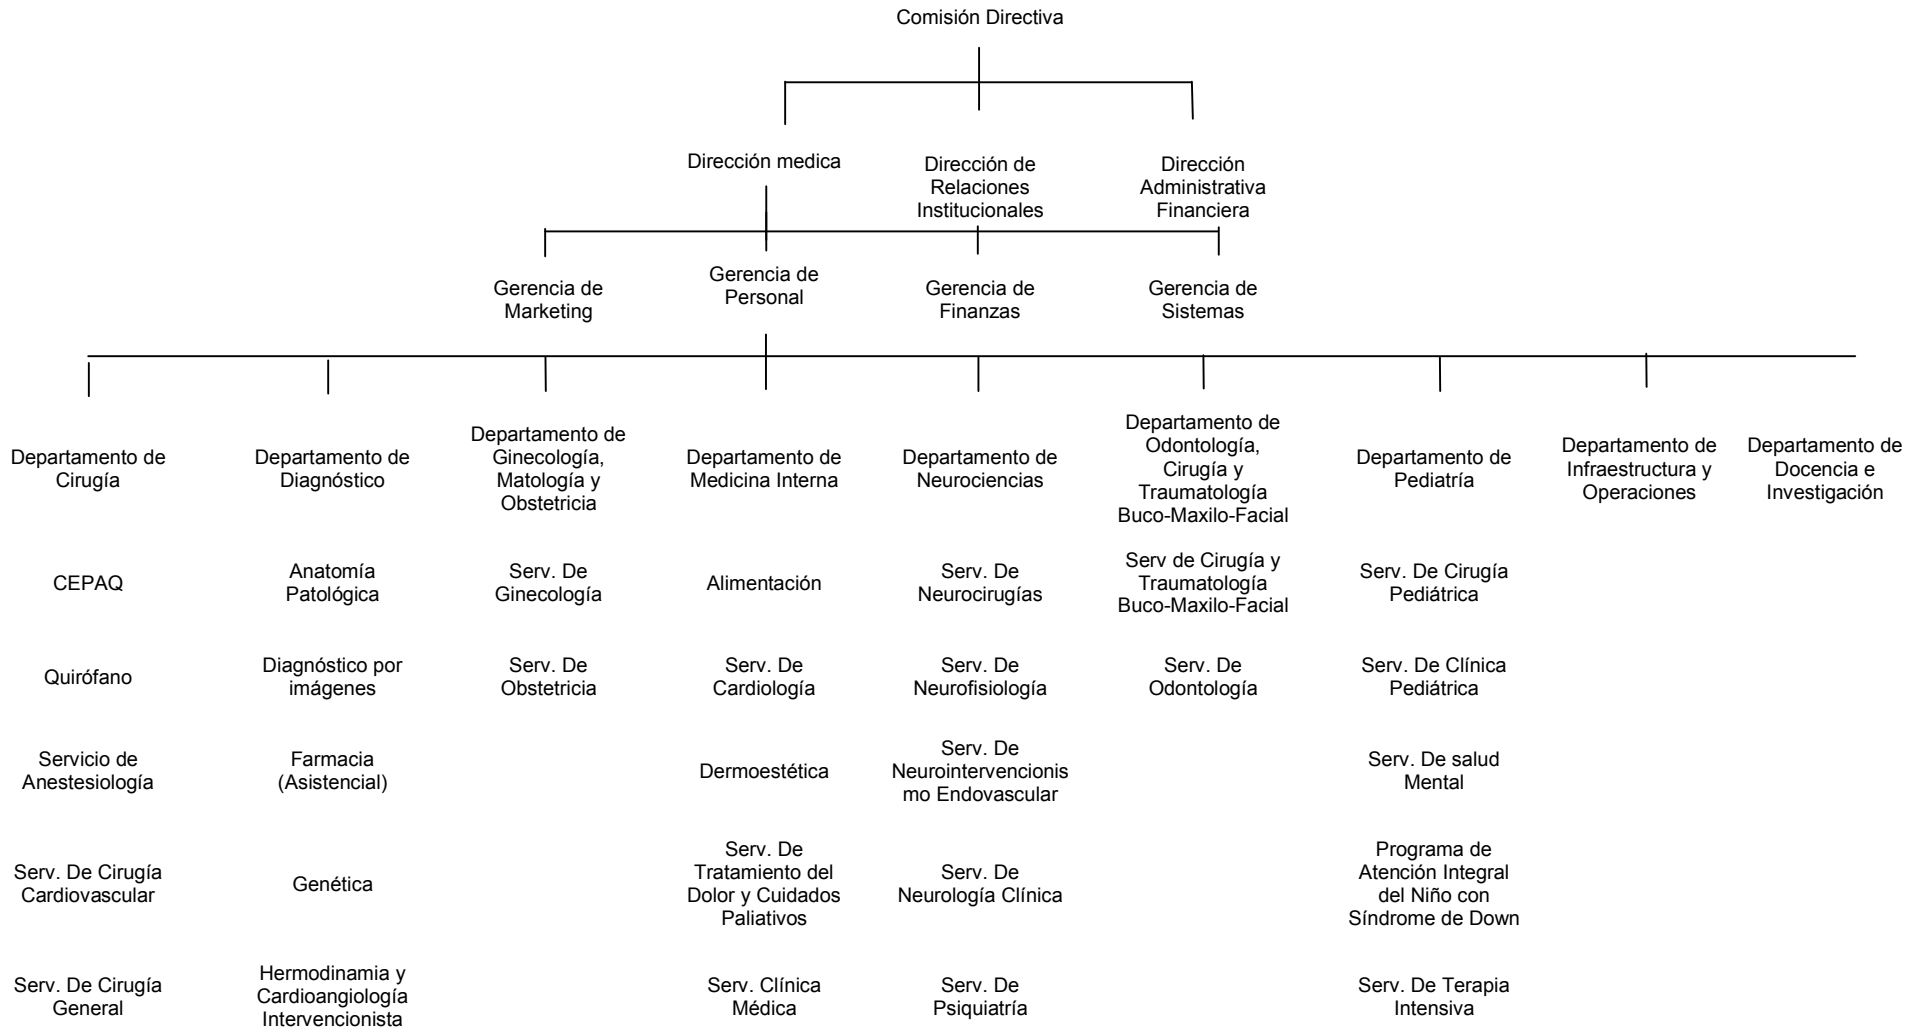 Comisión Directiva
Dirección medica
Dirección de
Relaciones
Institucionales
Dirección
Administrativa
Financiera
Gerencia de
Marketing
Gerencia de
Personal
Gerencia de
Finanzas
Gerencia de
Sistemas
Departamento de
Cirugía
Departamento de
Diagnóstico
Departamento de
Ginecología,
Matología y
Obstetricia
Departamento de
Medicina Interna
Departamento de
Neurociencias
Departamento de
Odontología,
Cirugía y
Traumatología
Buco-Maxilo-Facial
Departamento de
Pediatría
Departamento de
Infraestructura y
Operaciones
Departamento de
Docencia e
Investigación
CEPAQ
Anatomía
Patológica
Serv. De
Ginecología
Alimentación
Serv. De
Neurocirugías
Serv de Cirugía y
Traumatología
Buco-Maxilo-Facial
Serv. De Cirugía
Pediátrica
Quirófano
Diagnóstico por
imágenes
Serv. De
Obstetricia
Serv. De
Cardiología
Serv. De
Neurofisiología
Serv. De
Odontología
Serv. De Clínica
Pediátrica
Servicio de
Anestesiología
Farmacia
(Asistencial)
Dermoestética
Serv. De
Neurointervencionis
mo Endovascular
Serv. De salud
Mental
Serv. De Cirugía
Cardiovascular
Genética
Serv. De
Tratamiento del
Dolor y Cuidados
Paliativos
Serv. De
Neurología Clínica
Programa de
Atención Integral
del Niño con
Síndrome de Down
Serv. De Cirugía
General
Hermodinamia y
Cardioangiología
Intervencionista
Serv. Clínica
Médica
Serv. De
Psiquiatría
Serv. De Terapia
Intensiva